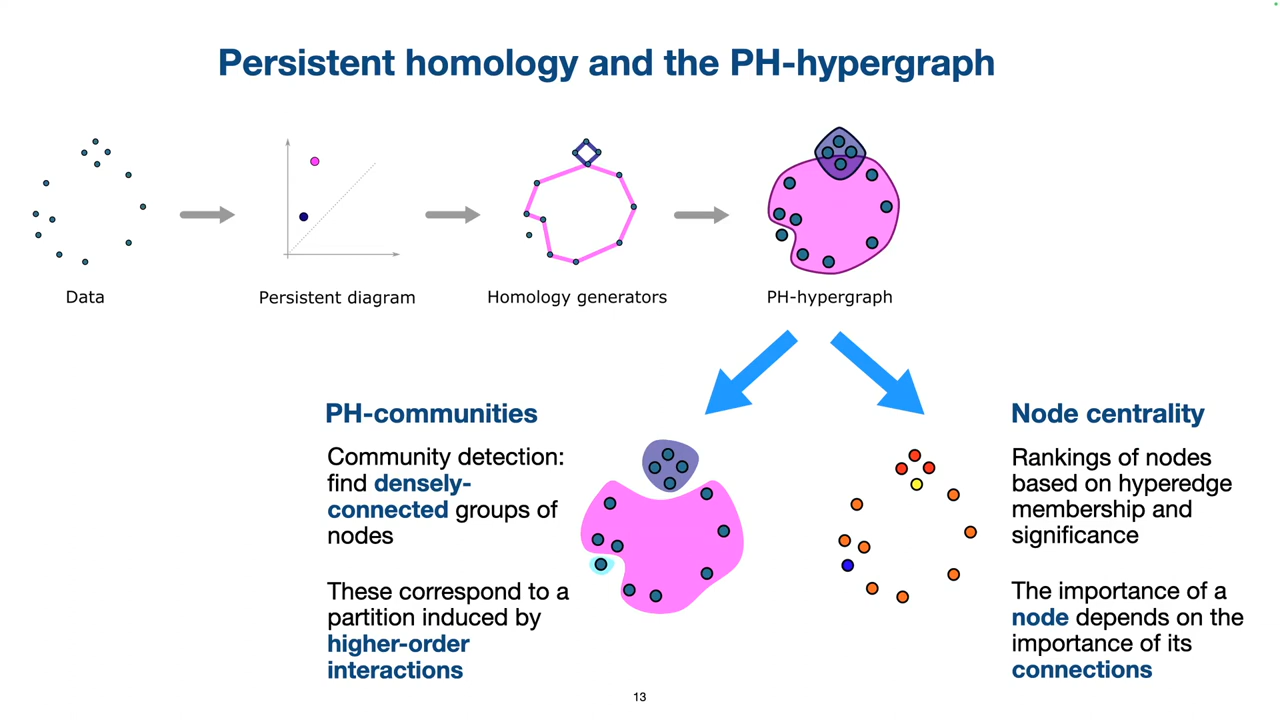 Persistent homology and the PH-hypergraph
Data
Persistent diagram
Homology generators
PH-hypergraph
PH-communities
Community detection:
find densely-
connected groups of
nodes
These correspond to a
partition induced by
higher-order
interactions
Node centrality
Rankings of nodes
based on hyperedge
membership and
significance
The importance of a
node depends on the
importance of its
connections
13